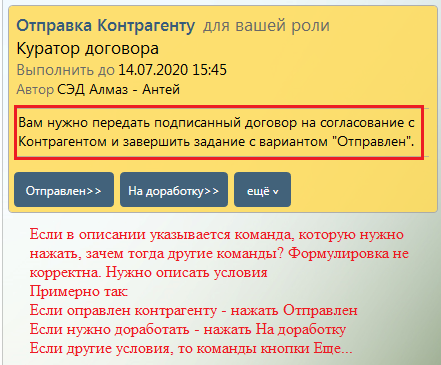 Отправка Контрагенту для вашей роли
Куратор договора
Выполнить до 14.07.2020 15:45
Автор СЭД Алмаз - Антей
Вам нужно передать подписанный договор на согласование с
Контрагентом и завершить задание с вариантом "Отправлен".
Отправлен>> На доработку>> ещё v
Если в описании указывается команда, которую нужно
нажать, зачем тогда другие команды? Формулировка не
корректна. Нужно описать условия
Примерно так:
Если оправлен контрагенту - нажать Отправлен
Если нужно доработать - нажать На доработку
Если другие условия, то команды кнопки Еще...